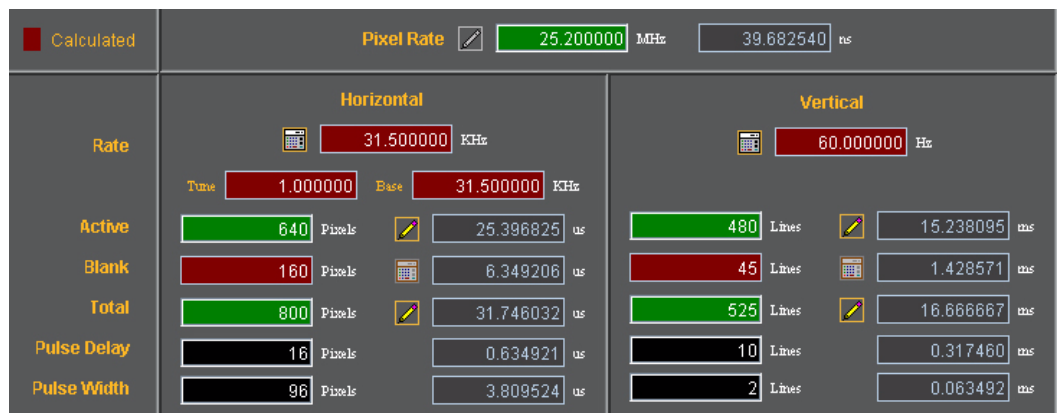 Calculated
Pixel Rate 25.200000 MHz 39.682540 ns
Horizontal Vertical
Rate 31.500000 KHz 60.000000 Hz
Tune 1.000000 Base 31.500000 KHz
Active 640 Pixels 25.396825 us 480 Lines 15.238095 ms
Blank 160 Pixels 6.349206 us 45 Lines 1.428571 ms
Total 800 Pixels 31.746032 us 525 Lines 16.666667 ms
Pulse Delay 16 Pixels 0.634921 us 10 Lines 0.317460 ms
Pulse Width 96 Pixels 3.809524 us 2 Lines 0.063492 ms